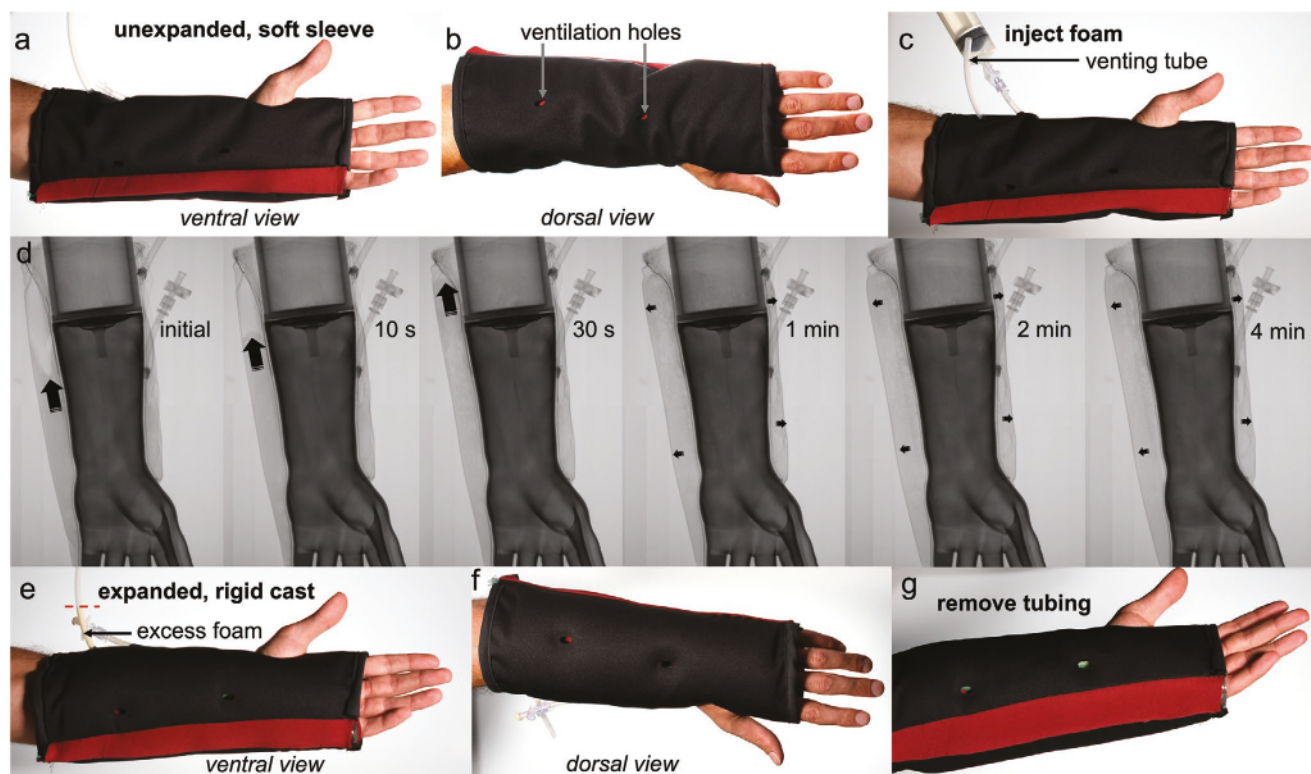 a
unexpanded, soft sleeve
ventral view
b
ventilation holes
dorsal view
c
inject foam
venting tube
d
initial
10 s
30 s
1 min
2 min
4 min
e
expanded, rigid cast
excess foam
ventral view
f
dorsal view
g
remove tubing